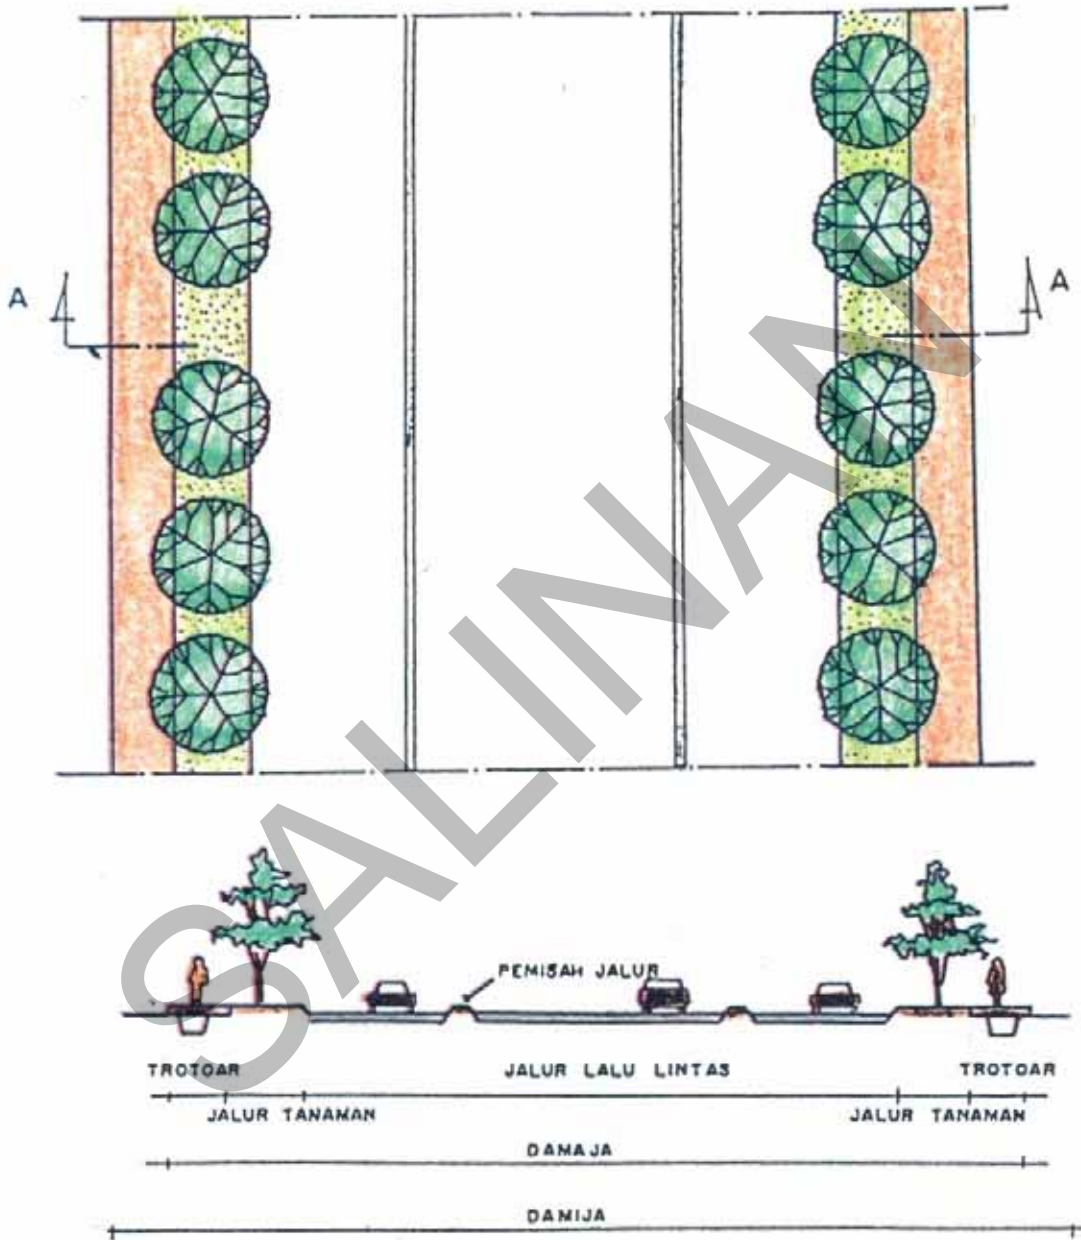 A
A
SALINAN
PEMISAH JALUR
TROTOAR
JALUR LALU LINTAS
TROTOAR
JALUR TANAMAN
JALUR TANAMAN
DAMAJA
DAMIJA